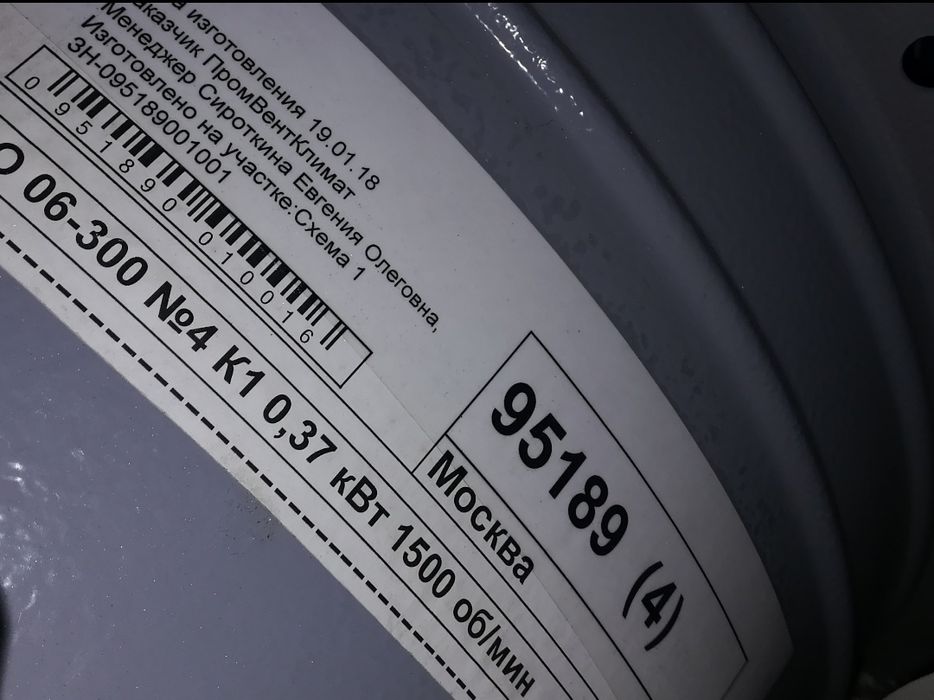 а изготовления 19.01.18
аказчик ПромВентКлимат
Менеджер Сироткина Евгения Олеговна,
Изготовлено на участке:Схема 1
ЗН-095189001001
0951890010016
О 06-300 №4 К1 0,37 кВт 1500 об/мин
95189 (4)
Москва